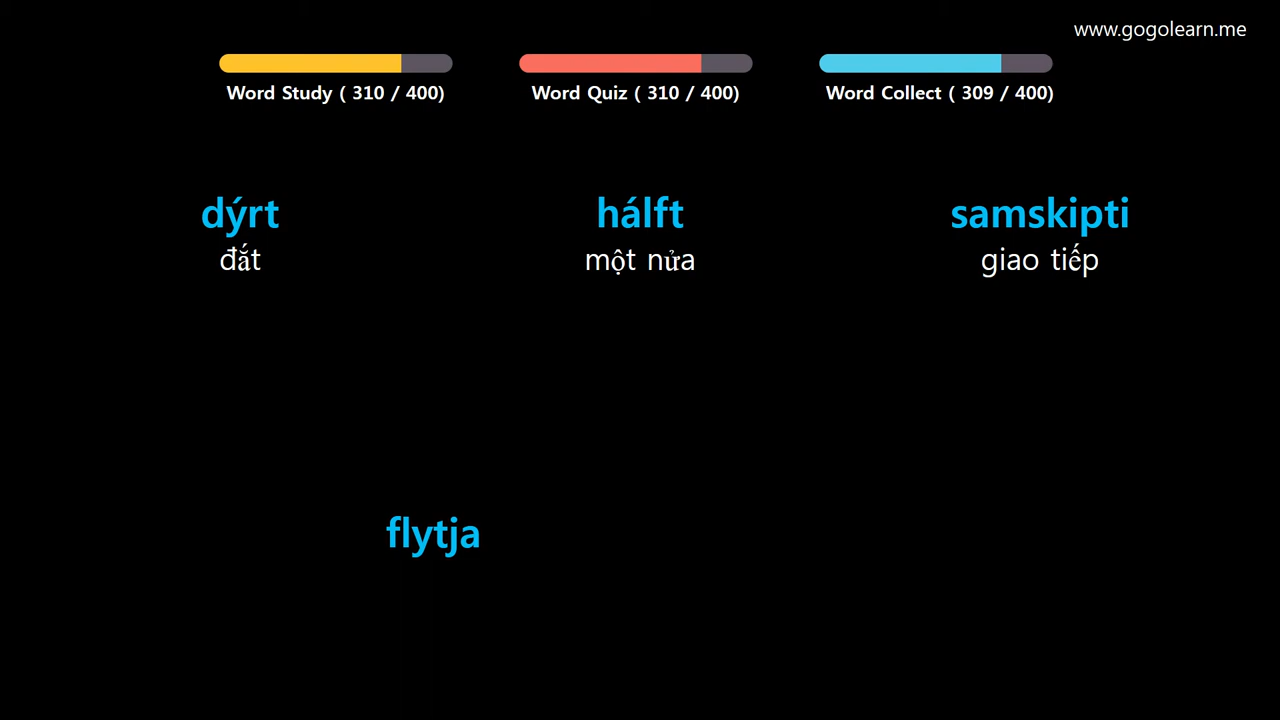 www.gogolearn.me
Word Study ( 310 / 400)
Word Quiz ( 310 / 400)
Word Collect ( 309 / 400)
dýrt
đắt
hálft
một nửa
samskipti
giao tiếp
flytja